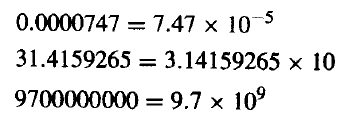 0.0000747 = 7.47 × 10⁻⁵
31.4159265 = 3.14159265 × 10
9700000000 = 9.7 × 10⁹